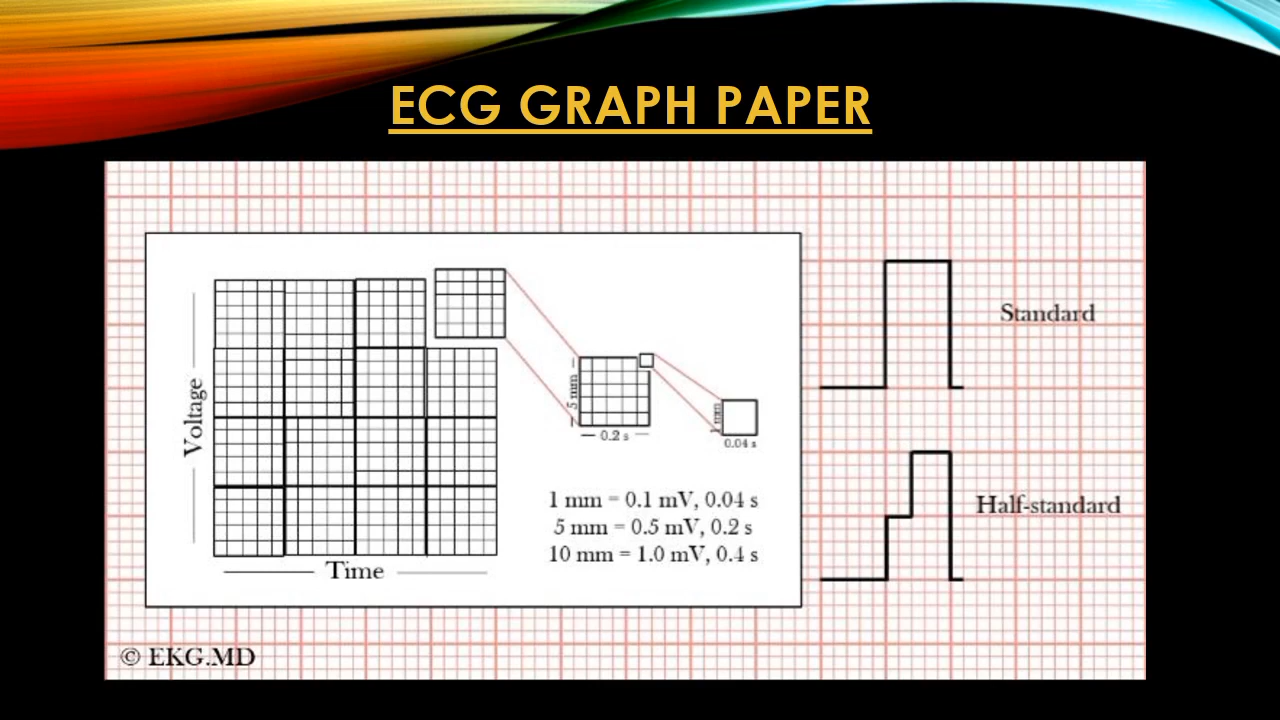 ECG GRAPH PAPER
Voltage
Time
5 mm
0.2 s
1 mm
0.04 s
1 mm = 0.1 mV, 0.04 s
5 mm = 0.5 mV, 0.2 s
10 mm = 1.0 mV, 0.4 s
Standard
Half-standard
© EKG.MD